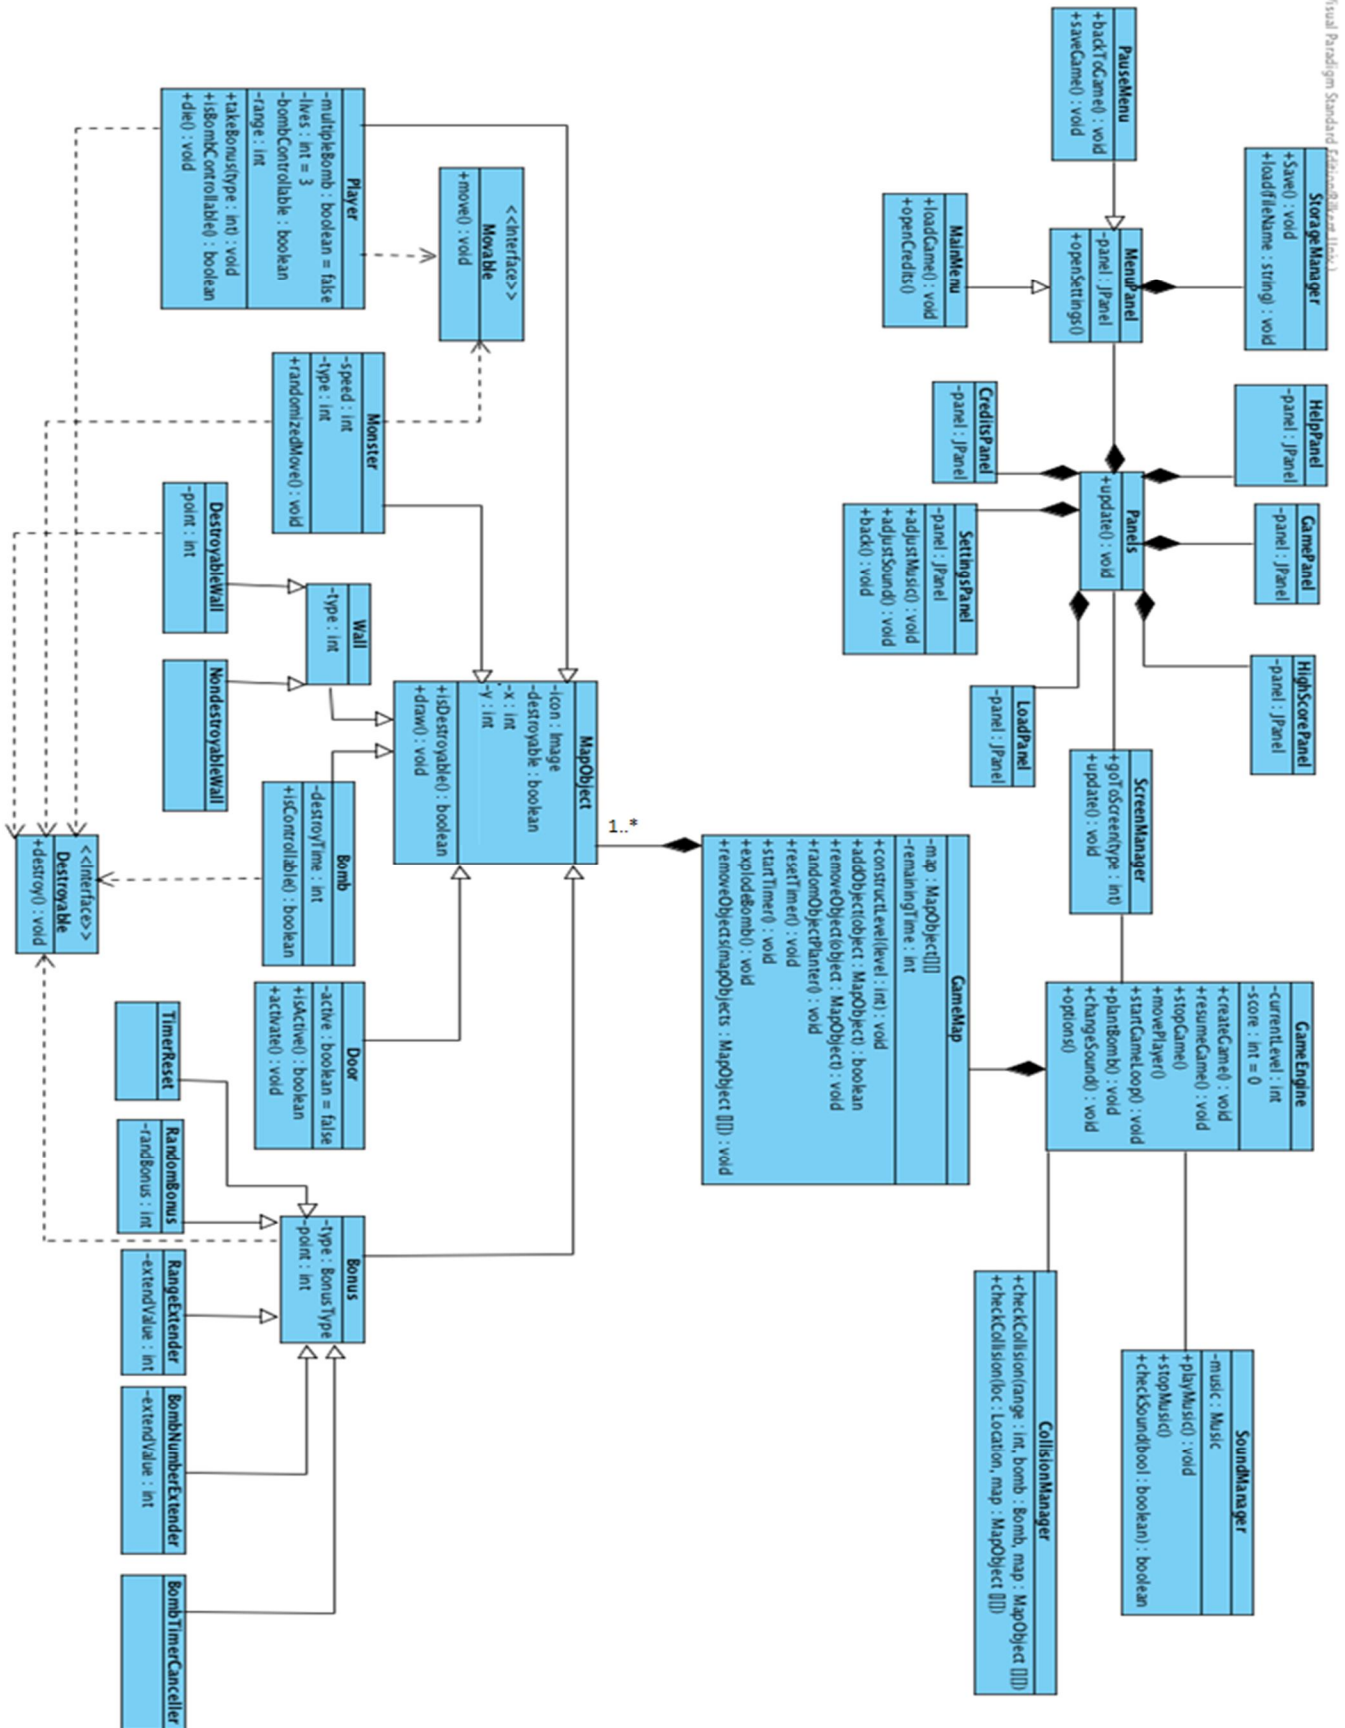 Visual Paradigm Standard Edition(Bilkent Univ.)
StorageManager
+Save() : void
+load(fileName : string) : void
HelpPanel
-panel : JPanel
GamePanel
-panel : JPanel
HighScorePanel
-panel : JPanel
PauseMenu
+backToGame() : void
+saveGame() : void
MenuPanel
-panel : JPanel
+openSettings()
MainMenu
+loadGame() : void
+openCredits()
Panels
+update() : void
CreditsPanel
-panel : JPanel
SettingsPanel
-panel : JPanel
+adjustMusic() : void
+adjustSound() : void
+back() : void
LoadPanel
-panel : JPanel
ScreenManager
+goToScreen(type : int)
+update() : void
GameEngine
-currentLevel : int
-score : int = 0
+createGame() : void
+resumeGame() : void
+stopGame()
+movePlayer()
+startGameLoop() : void
+plantBomb() : void
+changeSound() : void
+options()
SoundManager
-music : Music
+playMusic() : void
+stopMusic()
+checkSound(bool : boolean) : boolean
CollisionManager
+checkCollision(range : int, bomb : Bomb, map : MapObject [][])
+checkCollision(loc : Location, map : MapObject [][])
GameMap
-map : MapObject[][]
-remainingTime : int
+constructLevel(level : int) : void
+addObject(object : MapObject) : boolean
+removeObject(object : MapObject) : void
+randomObjectPlanter() : void
+resetTimer() : void
+startTimer() : void
+explodeBomb() : void
+removeObjects(mapObjects : MapObject [][]) : void
1..*
MapObject
-icon : Image
-destroyable : boolean
-x : int
-y : int
+isDestroyable() : boolean
+draw() : void
<<Interface>>
Movable
+move() : void
Player
-multipleBomb : boolean = false
-lives : int = 3
-bombControllable : boolean
-range : int
+takeBonus(type : int) : void
+isBombControllable() : boolean
+die() : void
Monster
-speed : int
-type : int
+randomizedMove() : void
Wall
-type : int
DestroyableWall
-point : int
NondestroyableWall
Bomb
-destroyTime : int
+isControllable() : boolean
Door
-active : boolean = false
+isActive() : boolean
+activate() : void
Bonus
-type : BonusType
-point : int
<<Interface>>
Destroyable
+destroy() : void
TimerReset
RandomBonus
-randBonus : int
RangeExtender
-extendValue : int
BombNumberExtender
-extendValue : int
BombTimerCanceller